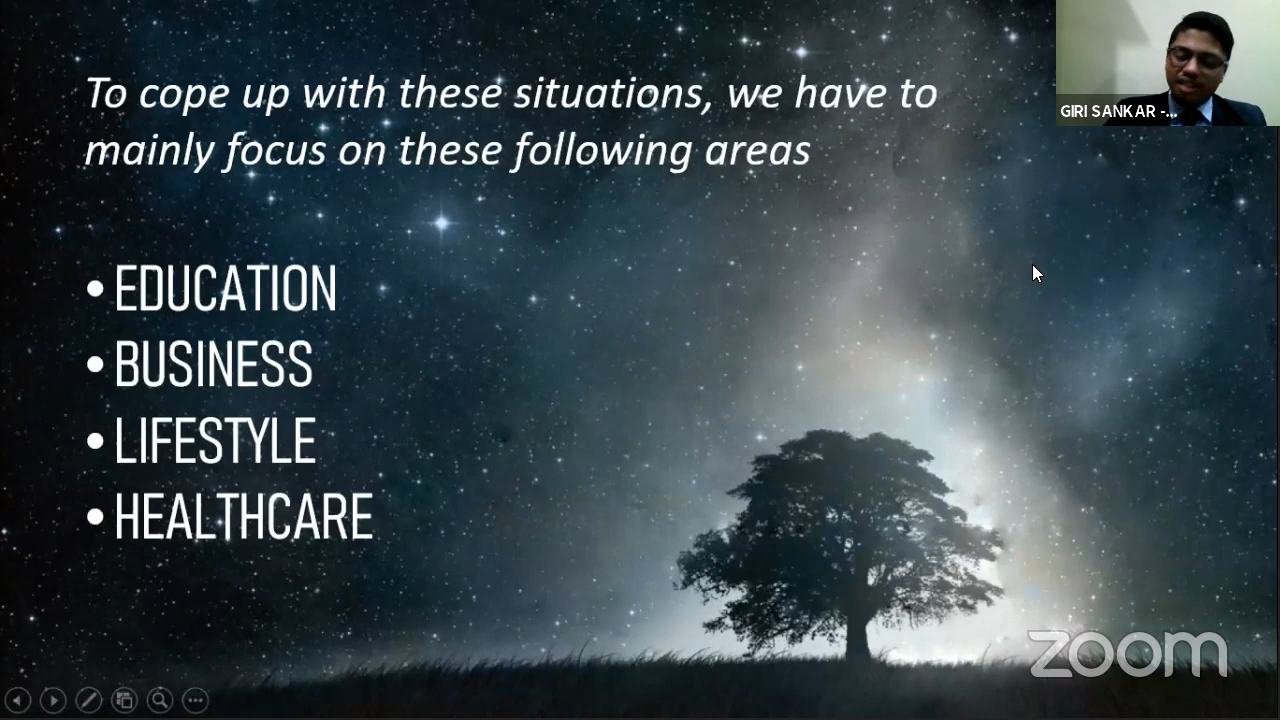 To cope up with these situations, we have to
mainly focus on these following areas
• EDUCATION
• BUSINESS
• LIFESTYLE
• HEALTHCARE
GIRI SANKAR -...
zoom